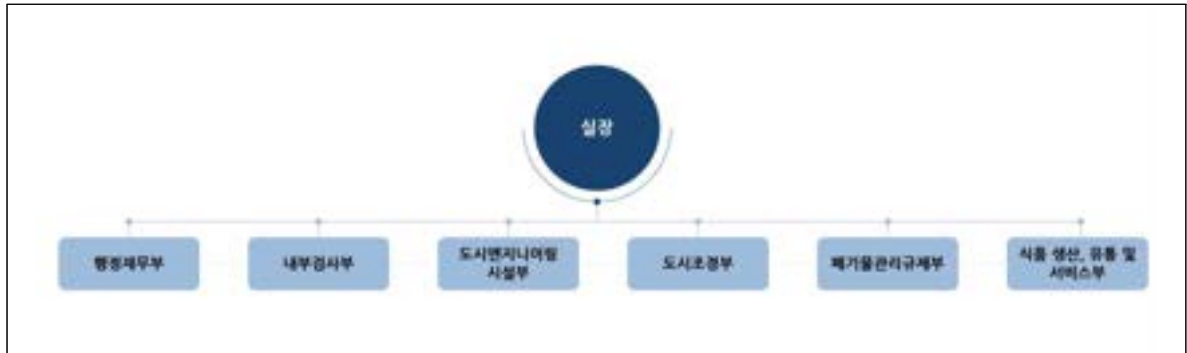 실장
행정재무부
내부검사부
도시엔지니어링
시설부
도시조경부
폐기물관리규제부
식품 생산, 유통 및
서비스부